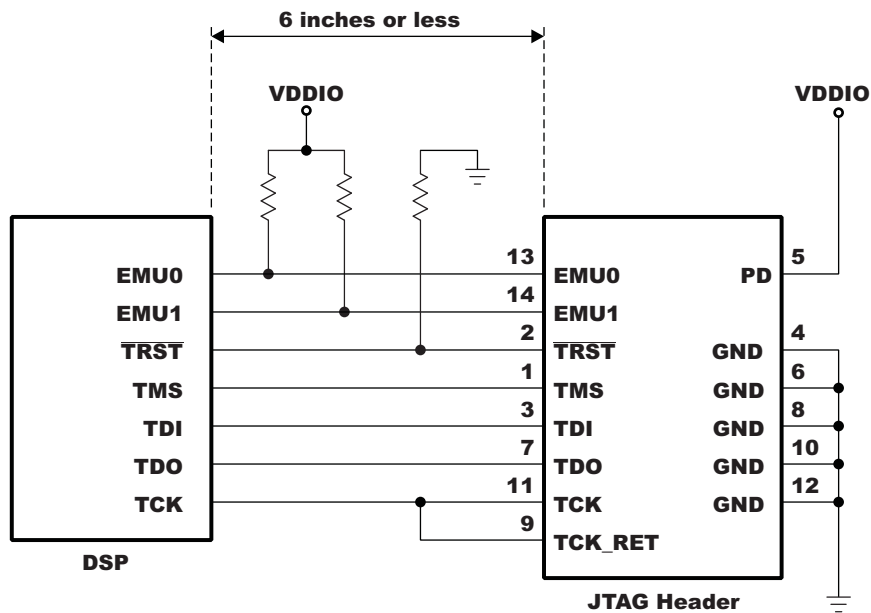 6 inches or less
VDDIO
VDDIO
13
5
EMU0
EMU0
PD
14
EMU1
EMU1
2
4
T̅R̅S̅T̅
T̅R̅S̅T̅
GND
1
6
TMS
TMS
GND
3
8
TDI
TDI
GND
7
10
TDO
TDO
GND
11
12
TCK
TCK
GND
9
TCK_RET
DSP
JTAG Header